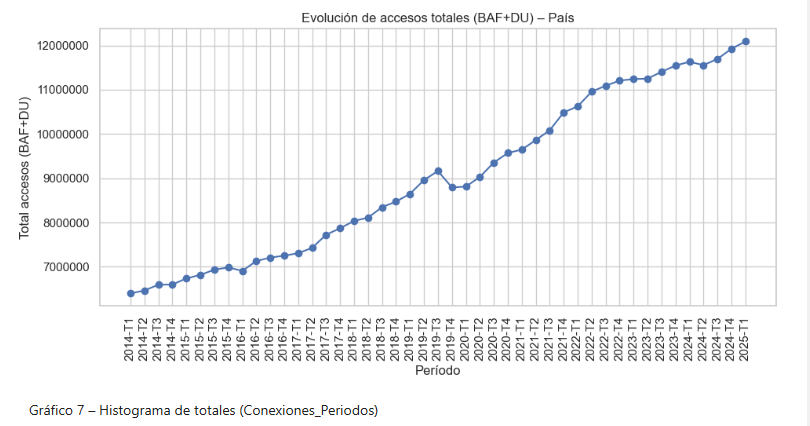 Evolución de accesos totales (BAF+DU) – País
Total accesos (BAF+DU)
12000000
11000000
10000000
9000000
8000000
7000000
2014-T1
2014-T2
2014-T3
2014-T4
2015-T1
2015-T2
2015-T3
2015-T4
2016-T1
2016-T2
2016-T3
2016-T4
2017-T1
2017-T2
2017-T3
2017-T4
2018-T1
2018-T2
2018-T3
2018-T4
2019-T1
2019-T2
2019-T3
2019-T4
2020-T1
2020-T2
2020-T3
2020-T4
2021-T1
2021-T2
2021-T3
2021-T4
2022-T1
2022-T2
2022-T3
2022-T4
2023-T1
2023-T2
2023-T3
2023-T4
2024-T1
2024-T2
2024-T3
2024-T4
2025-T1
Período
Gráfico 7 – Histograma de totales (Conexiones_Periodos)